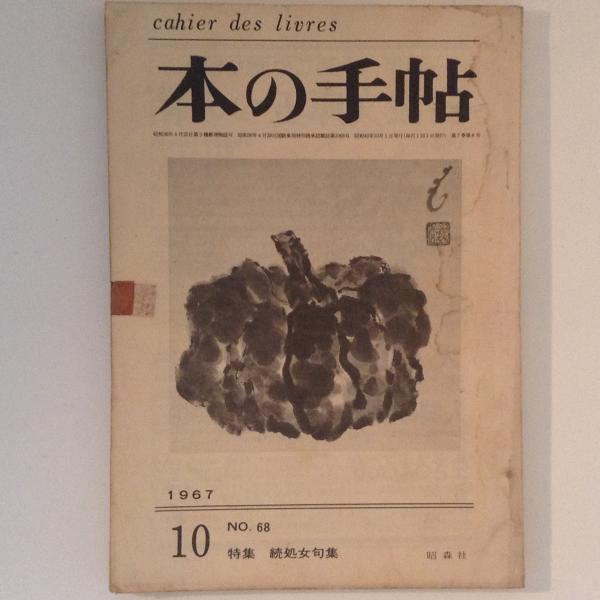 cahier des livres
本の手帖
1967
10
NO. 68
特集 続処女句集
昭森社